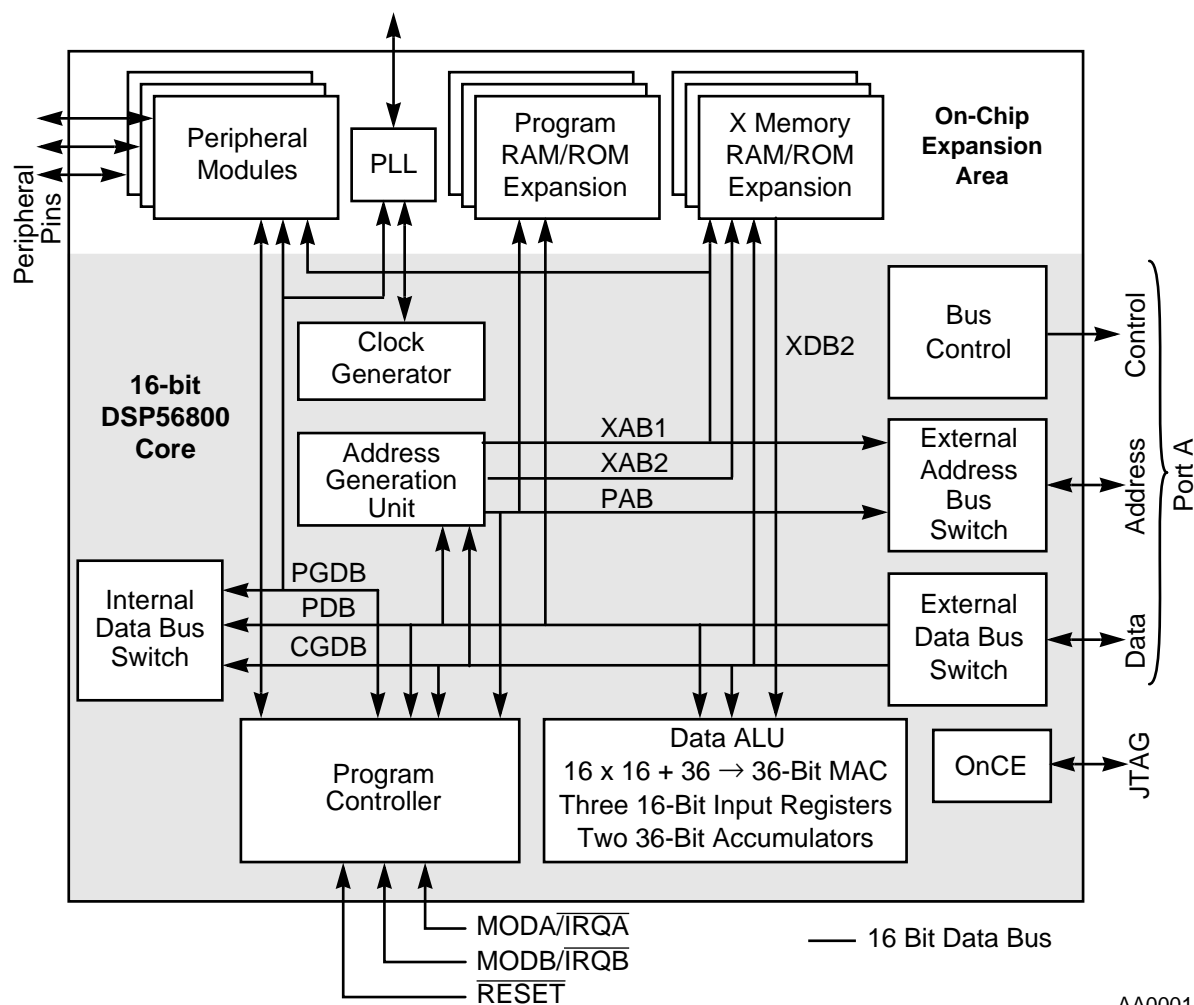 Peripheral
Modules
PLL
Program
RAM/ROM
Expansion
X Memory
RAM/ROM
Expansion
On-Chip
Expansion
Area
Peripheral
Pins
Clock
Generator
XDB2
Bus
Control
Control
16-bit
DSP56800
Core
Address
Generation
Unit
XAB1
XAB2
PAB
External
Address
Bus
Switch
Address
Port A
Internal
Data Bus
Switch
PGDB
PDB
CGDB
External
Data Bus
Switch
Data
Program
Controller
Data ALU
16 x 16 + 36 → 36-Bit MAC
Three 16-Bit Input Registers
Two 36-Bit Accumulators
OnCE
JTAG
MODA/IRQA
MODB/IRQB
RESET
16 Bit Data Bus
AA0001